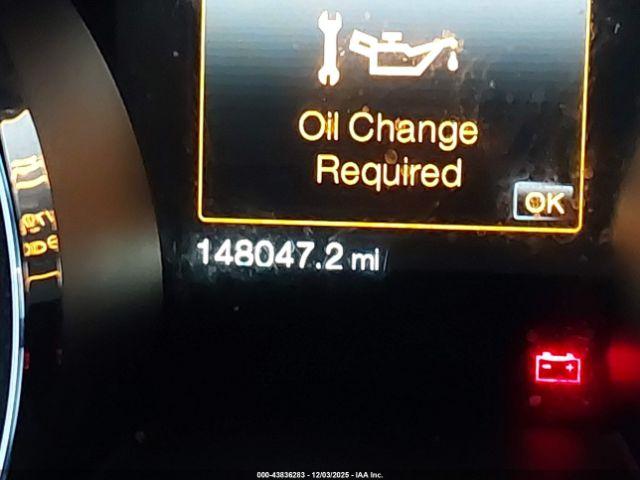 Oil Change
Required
OK
148047.2 mi
000-43836283 - 12/03/2025 - IAA Inc.